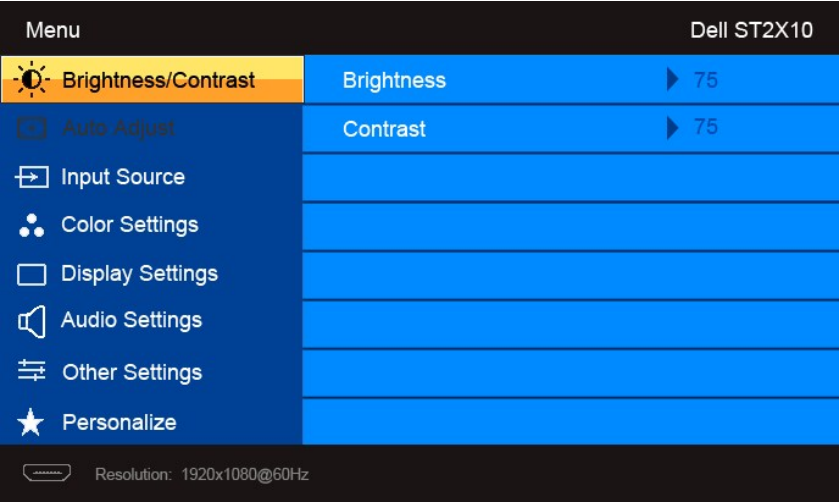 Menu Dell ST2X10
Brightness/Contrast Brightness 75
Auto Adjust Contrast 75
Input Source
Color Settings
Display Settings
Audio Settings
Other Settings
Personalize
Resolution: 1920x1080@60Hz